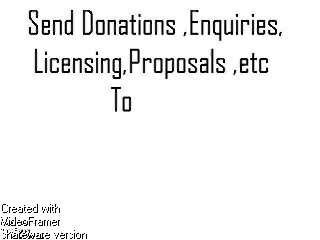 Send Donations ,Enquiries,
Licensing,Proposals ,etc
To
Created with
VideoFramer
Shareware version